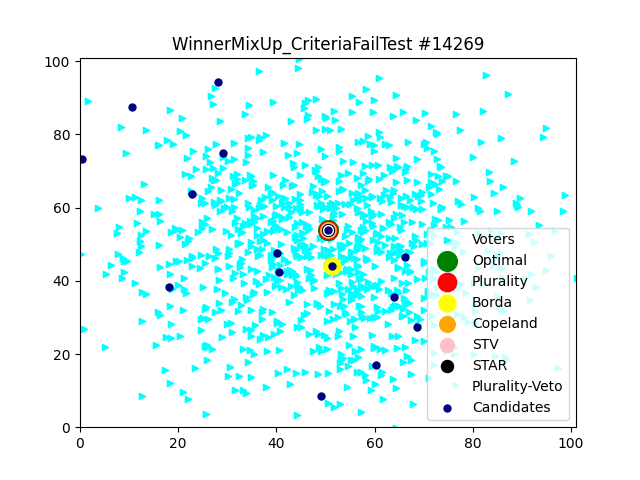 WinnerMixUp_CriteriaFailTest #14269
100
80
60
40
20
0
0
20
40
60
80
100
Voters
Optimal
Plurality
Borda
Copeland
STV
STAR
Plurality-Veto
Candidates